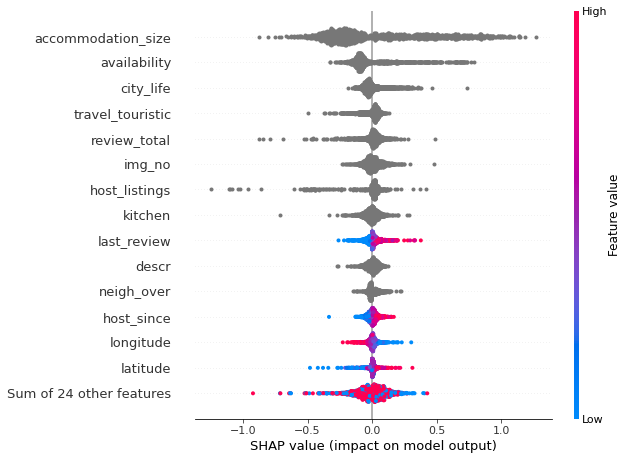 High
accommodation_size
availability
city_life
travel_touristic
review_total
img_no
host_listings
kitchen
last_review
descr
neigh_over
host_since
longitude
latitude
Sum of 24 other features
Feature value
Low
−1.0 −0.5 0.0 0.5 1.0
SHAP value (impact on model output)